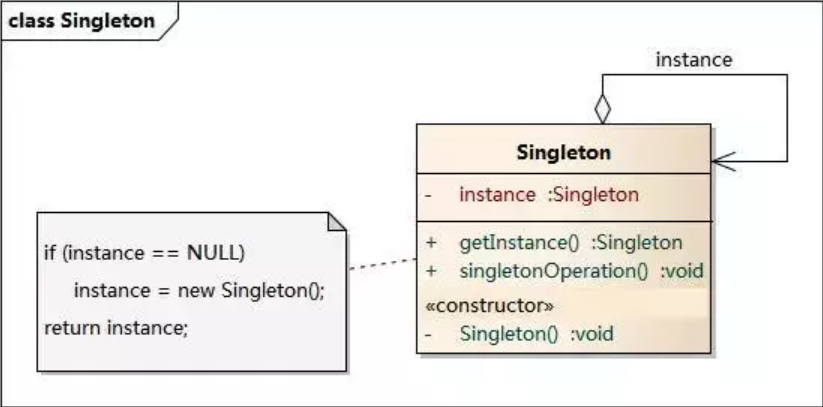 class Singleton
instance
Singleton
- instance :Singleton
+ getInstance() :Singleton
+ singletonOperation() :void
«constructor»
- Singleton() :void
if (instance == NULL)
instance = new Singleton();
return instance;